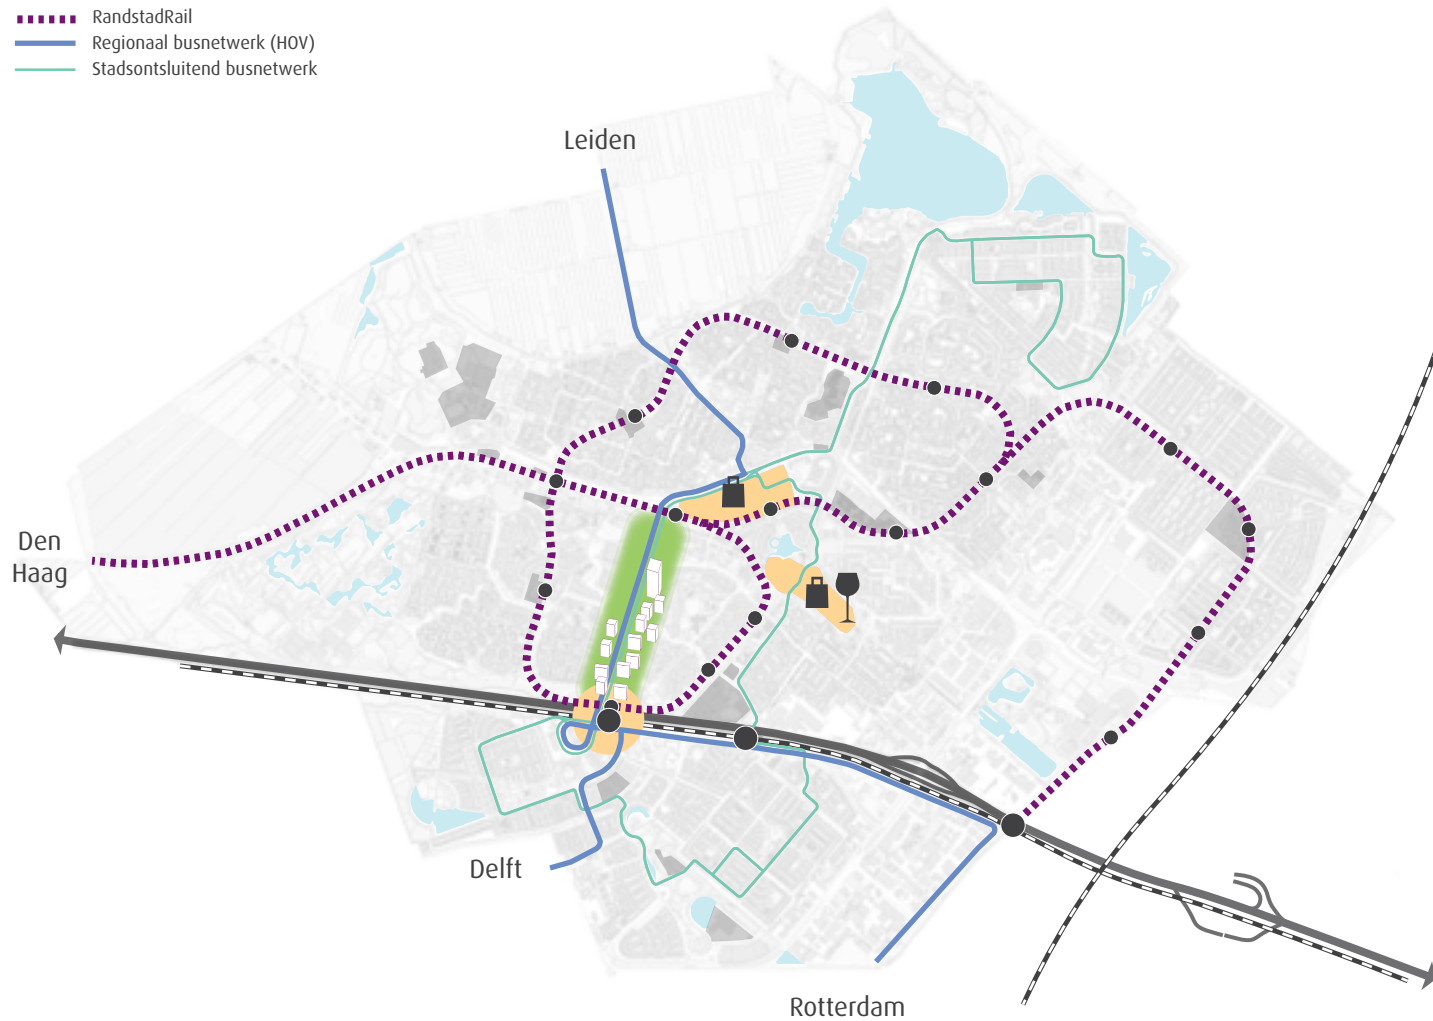 RandstadRail
Regionaal busnetwerk (HOV)
Stadsontsluitend busnetwerk
Leiden
Den
Haag
Delft
Rotterdam